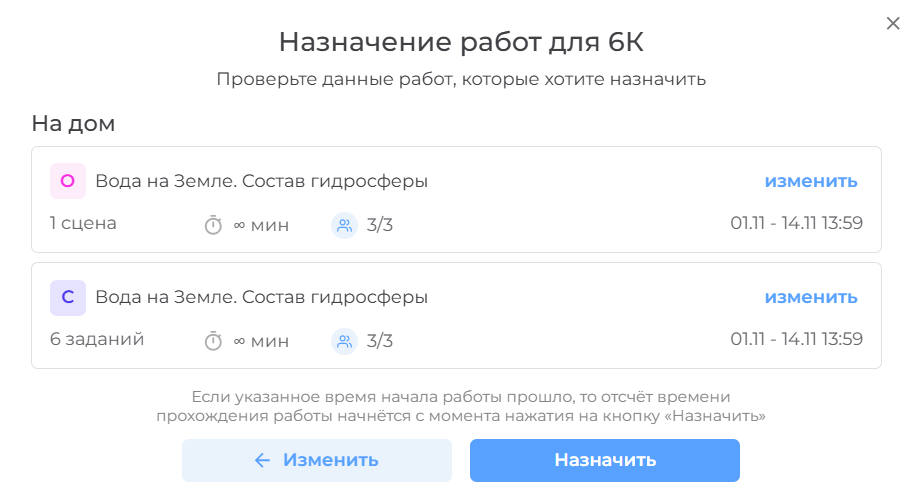 Назначение работ для 6К
Проверьте данные работ, которые хотите назначить
На дом
О Вода на Земле. Состав гидросферы изменить
1 сцена ∞ мин 3/3 01.11 - 14.11 13:59
С Вода на Земле. Состав гидросферы изменить
6 заданий ∞ мин 3/3 01.11 - 14.11 13:59
Если указанное время начала работы прошло, то отсчёт времени
прохождения работы начнётся с момента нажатия на кнопку «Назначить»
← Изменить Назначить